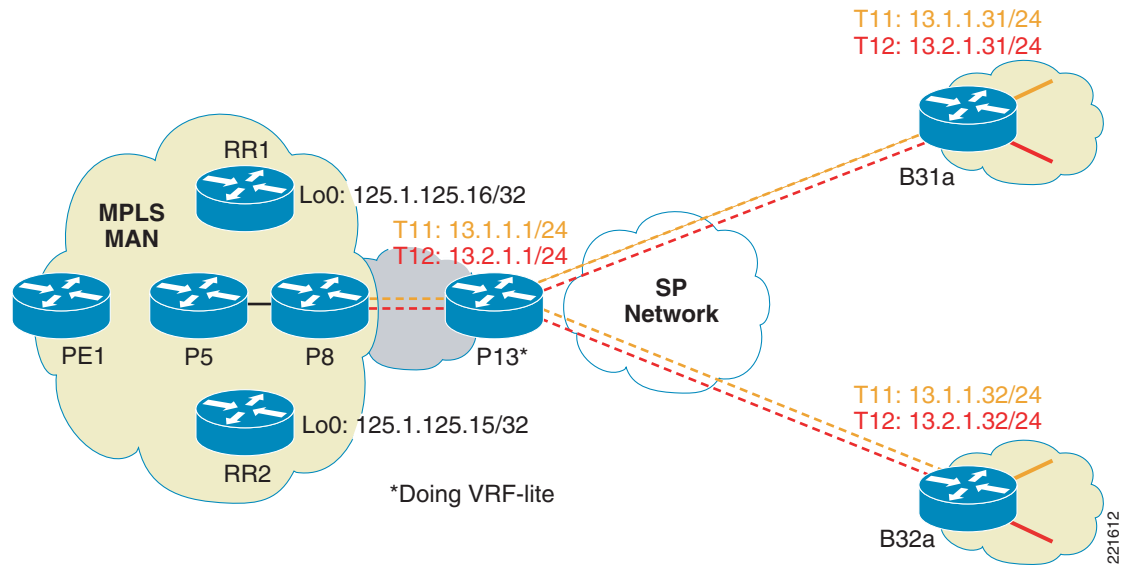 T11: 13.1.1.31/24
T12: 13.2.1.31/24
B31a
RR1
Lo0: 125.1.125.16/32
MPLS
MAN
T11: 13.1.1.1/24
T12: 13.2.1.1/24
SP
Network
PE1
P5
P8
P13*
T11: 13.1.1.32/24
T12: 13.2.1.32/24
Lo0: 125.1.125.15/32
RR2
*Doing VRF-lite
B32a
221612